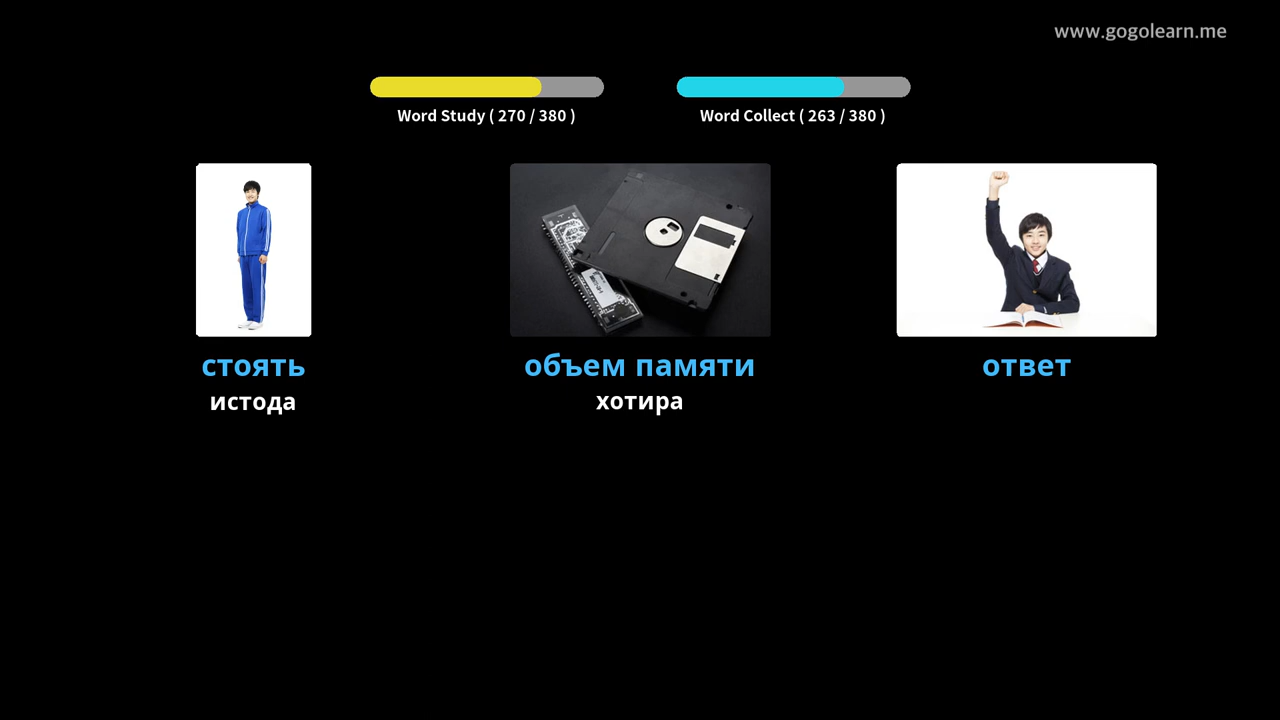 www.gogolearn.me
Word Study ( 270 / 380 )
Word Collect ( 263 / 380 )
стоять
истода
объем памяти
хотира
ответ